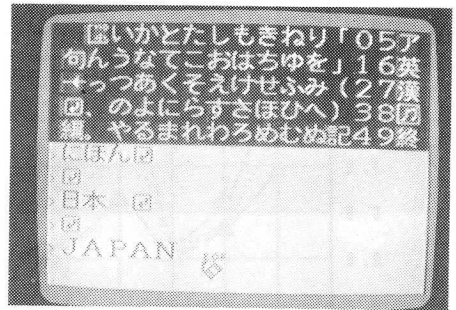 いかとたしもきねり「05ア
句んうなてこおはちゆを」16英
っつあくそえけせふみ(27漢
、のよにらすさほひへ)38
編 やるまれわろめむぬ記49終
にほん
日本
JAPAN